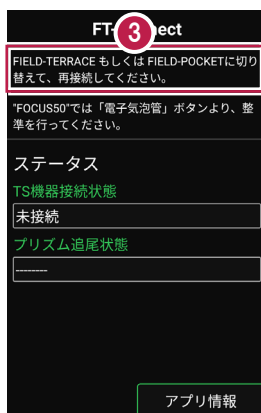 FT- ect
3
FIELD-TERRACE もしくは FIELD-POCKETに切り
替えて、再接続してください。
"FOCUS50"では「電子気泡管」ボタンより、整
準を行ってください。
ステータス
TS機器接続状態
未接続
プリズム追尾状態
--------
アプリ情報